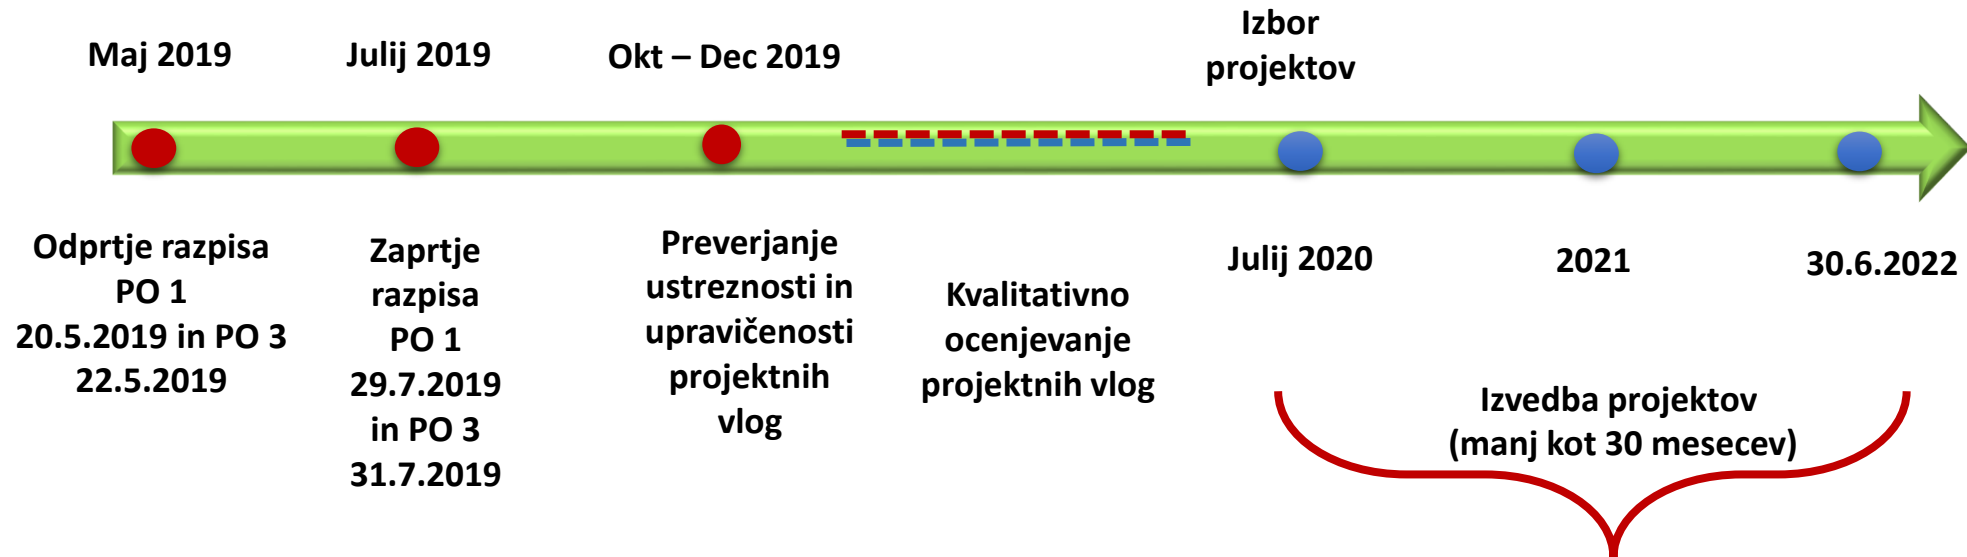 Maj 2019
Julij 2019
Okt – Dec 2019
Izbor
projektov
Odprtje razpisa
PO 1
20.5.2019 in PO 3
22.5.2019
Zaprtje
razpisa
PO 1
29.7.2019
in PO 3
31.7.2019
Preverjanje
ustreznosti in
upravičenosti
projektnih
vlog
Kvalitativno
ocenjevanje
projektnih vlog
Julij 2020
2021
30.6.2022
Izvedba projektov
(manj kot 30 mesecev)